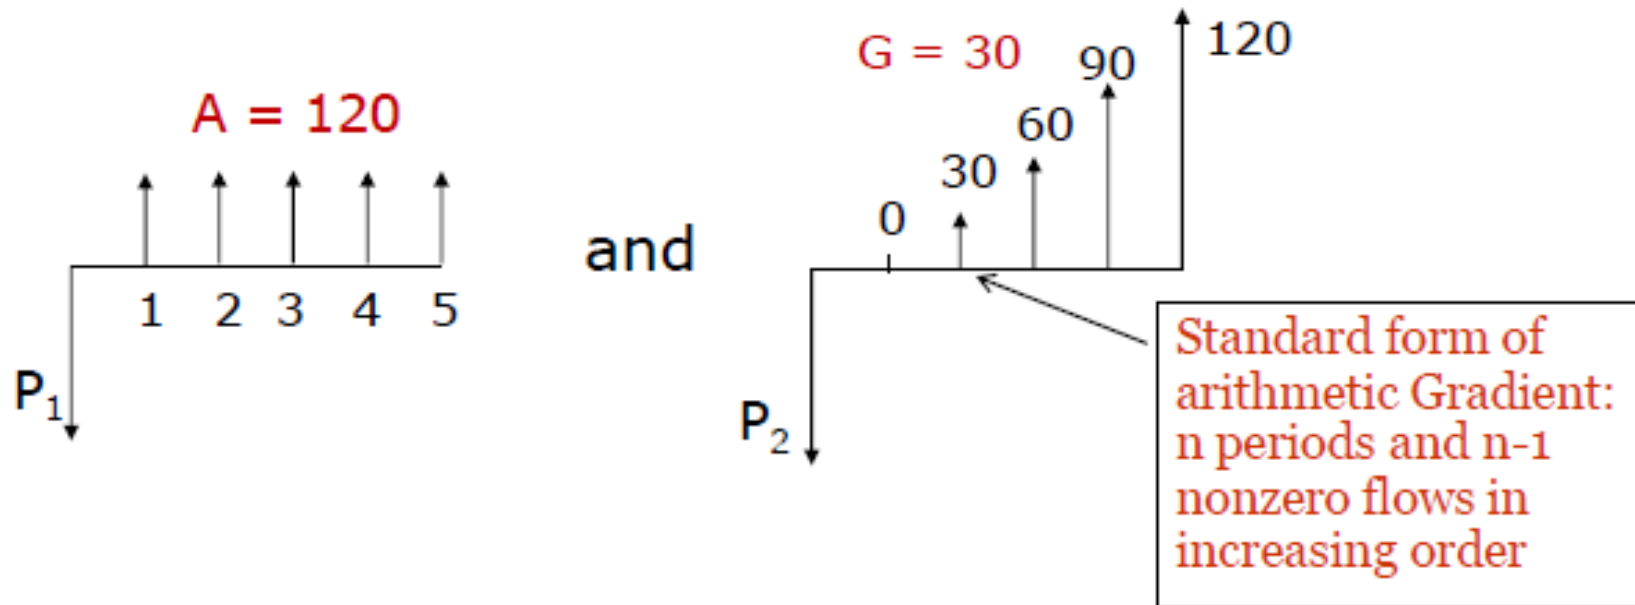 A = 120
1 2 3 4 5
P₁
and
G = 30
0
30
60
90
120
P₂
Standard form of
arithmetic Gradient:
n periods and n-1
nonzero flows in
increasing order